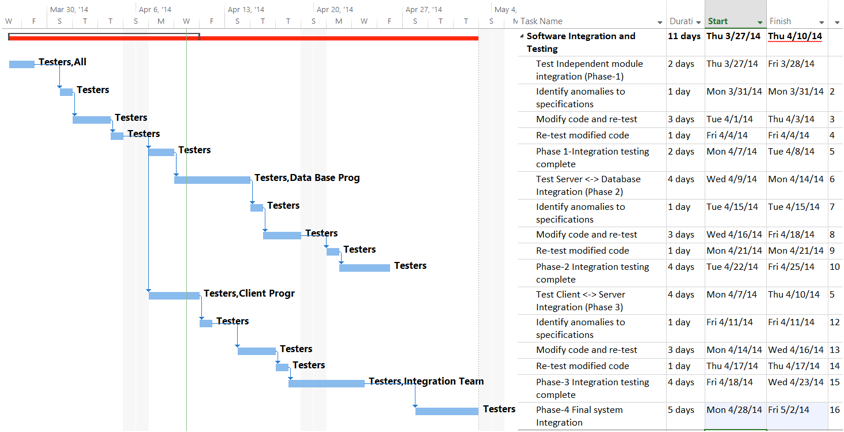 Mar 30, '14 Apr 6, '14 Apr 13, '14 Apr 20, '14 Apr 27, '14 May 4,
W S T T S M W F S T T S M W F S T T S M
Task Name Durati Start Finish
Software Integration and Testing 11 days Thu 3/27/14 Thu 4/10/14
Testers,All Test Independent module integration (Phase-1) 2 days Thu 3/27/14 Fri 3/28/14
Testers Identify anomalies to specifications 1 day Mon 3/31/14 Mon 3/31/14 2
Testers Modify code and re-test 3 days Tue 4/1/14 Thu 4/3/14 3
Testers Re-test modified code 1 day Fri 4/4/14 Fri 4/4/14 4
Testers Phase 1-Integration testing complete 2 days Mon 4/7/14 Tue 4/8/14 5
Testers,Data Base Prog Test Server <-> Database Integration (Phase 2) 4 days Wed 4/9/14 Mon 4/14/14 6
Testers Identify anomalies to specifications 1 day Tue 4/15/14 Tue 4/15/14 7
Testers Modify code and re-test 3 days Wed 4/16/14 Fri 4/18/14 8
Testers Re-test modified code 1 day Mon 4/21/14 Mon 4/21/14 9
Testers Phase-2 Integration testing complete 4 days Tue 4/22/14 Fri 4/25/14 10
Testers,Client Progr Test Client <-> Server Integration (Phase 3) 4 days Mon 4/7/14 Thu 4/10/14 5
Testers Identify anomalies to specifications 1 day Fri 4/11/14 Fri 4/11/14 12
Testers Modify code and re-test 3 days Mon 4/14/14 Wed 4/16/14 13
Testers Re-test modified code 1 day Thu 4/17/14 Thu 4/17/14 14
Testers,Integration Team Phase-3 Integration testing complete 4 days Fri 4/18/14 Wed 4/23/14 15
Testers Phase-4 Final system Integration 5 days Mon 4/28/14 Fri 5/2/14 16